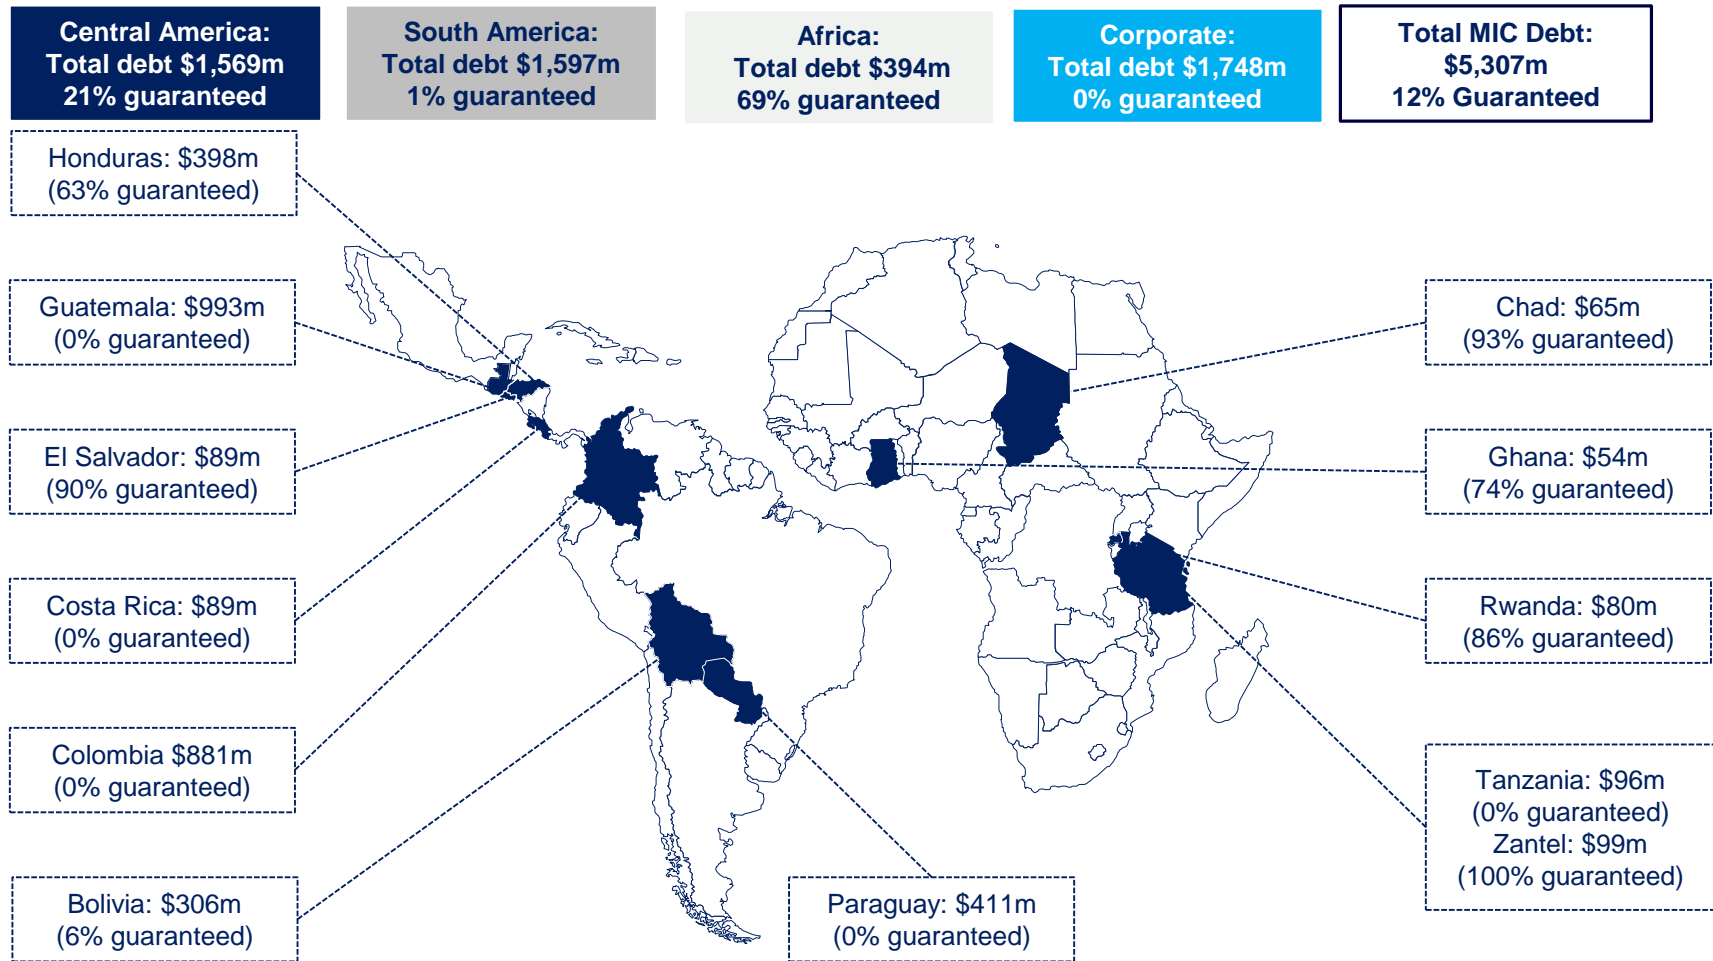 Central America:
Total debt $1,569m
21% guaranteed
South America:
Total debt $1,597m
1% guaranteed
Africa:
Total debt $394m
69% guaranteed
Corporate:
Total debt $1,748m
0% guaranteed
Total MIC Debt:
$5,307m
12% Guaranteed
Honduras: $398m
(63% guaranteed)
Guatemala: $993m
(0% guaranteed)
El Salvador: $89m
(90% guaranteed)
Costa Rica: $89m
(0% guaranteed)
Colombia $881m
(0% guaranteed)
Bolivia: $306m
(6% guaranteed)
Paraguay: $411m
(0% guaranteed)
Chad: $65m
(93% guaranteed)
Ghana: $54m
(74% guaranteed)
Rwanda: $80m
(86% guaranteed)
Tanzania: $96m
(0% guaranteed)
Zantel: $99m
(100% guaranteed)